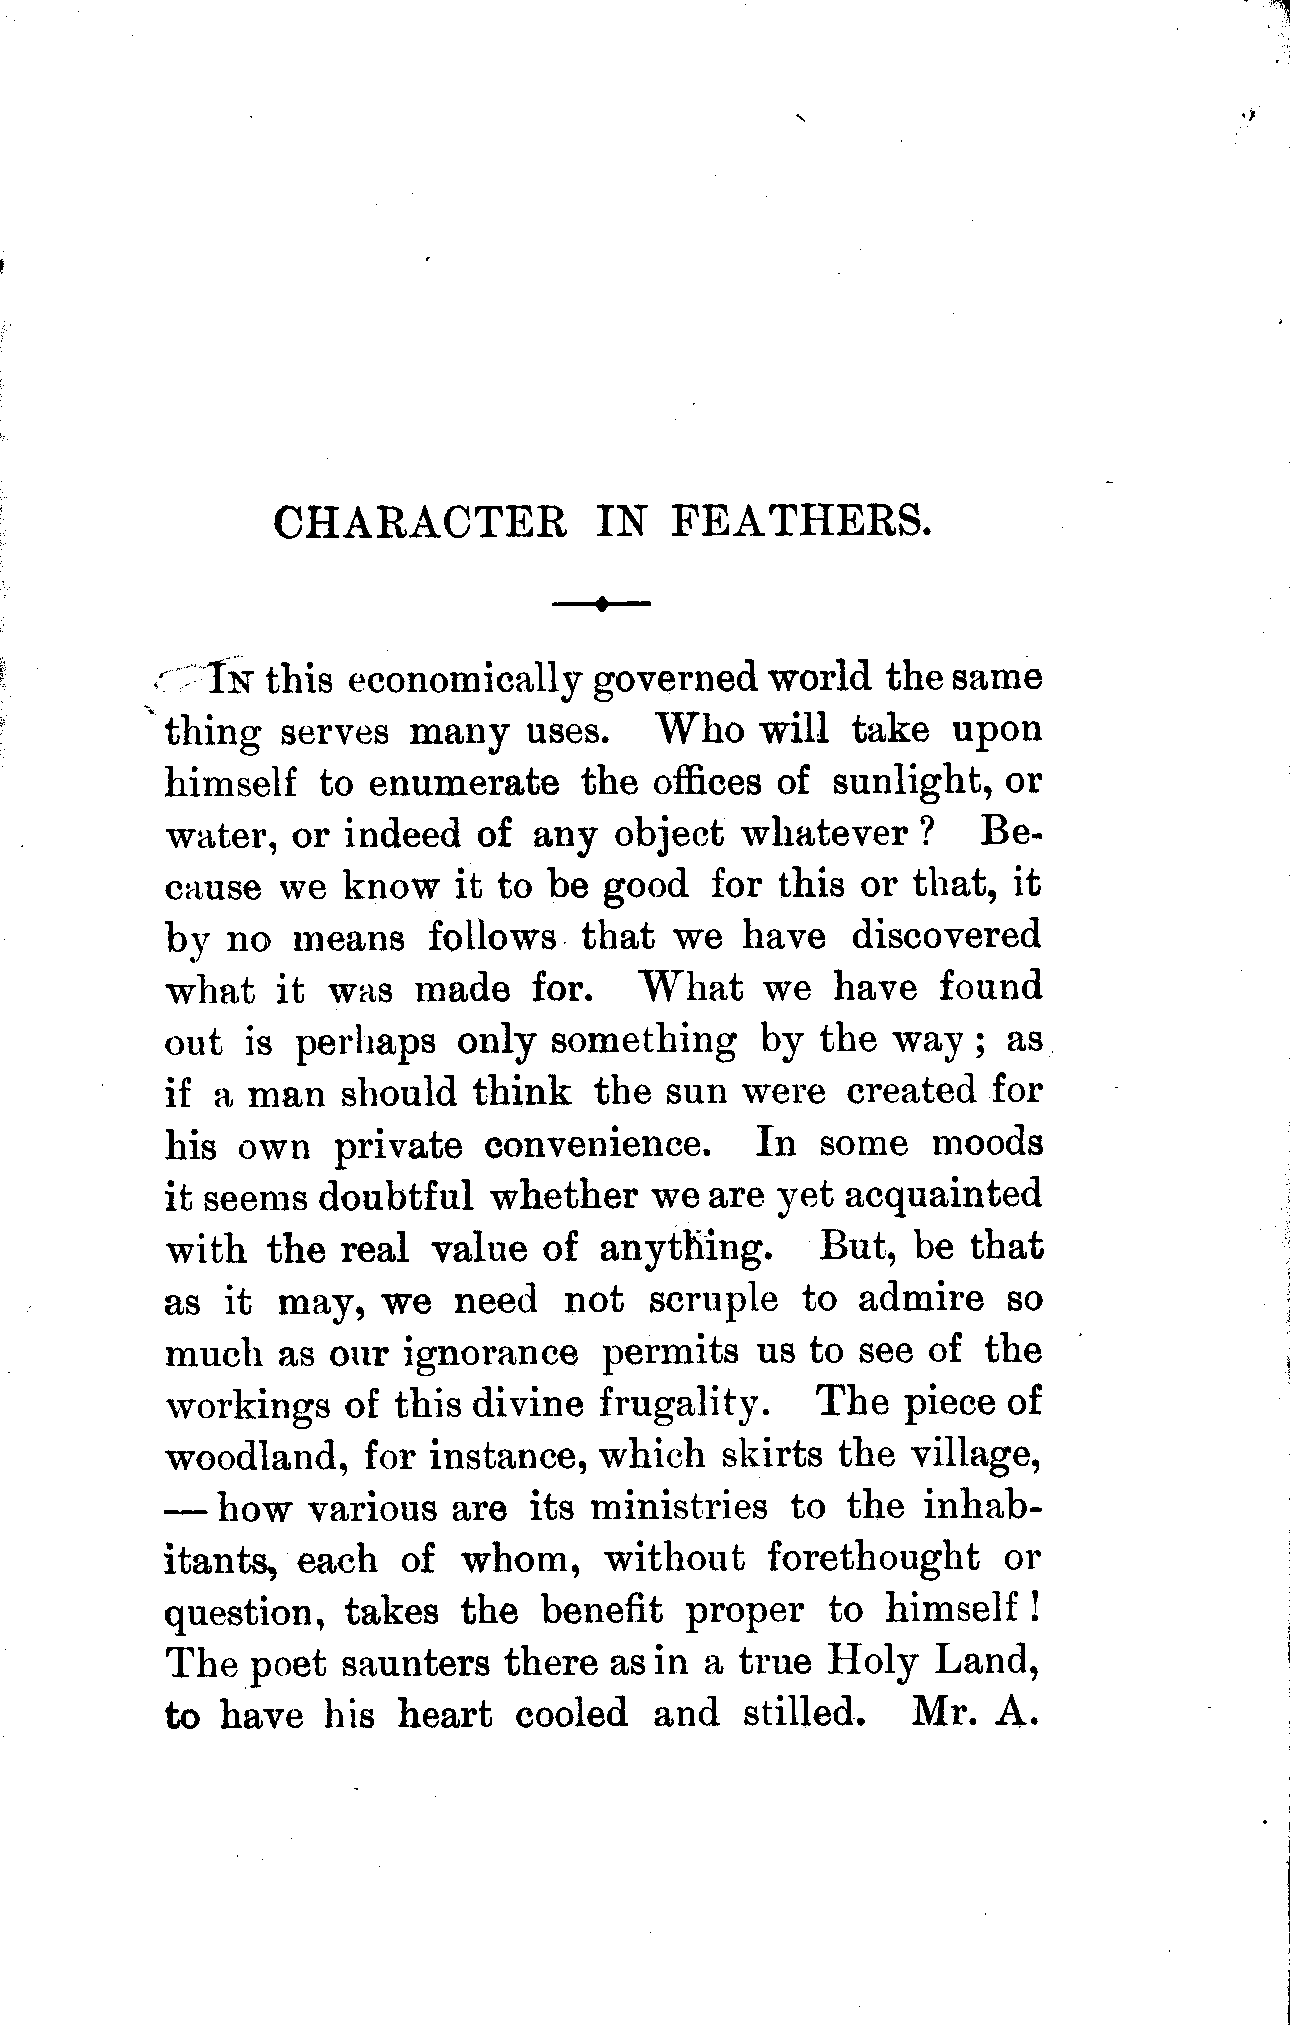 CHARACTER IN FEATHERS.
In this economically governed world the same
thing serves many uses. Who will take upon
himself to enumerate the offices of sunlight, or
water, or indeed of any object whatever? Be-
cause we know it to be good for this or that, it
by no means follows that we have discovered
what it was made for. What we have found
out is perhaps only something by the way; as
if a man should think the sun were created for
his own private convenience. In some moods
it seems doubtful whether we are yet acquainted
with the real value of anything. But, be that
as it may, we need not scruple to admire so
much as our ignorance permits us to see of the
workings of this divine frugality. The piece of
woodland, for instance, which skirts the village,
— how various are its ministries to the inhab-
itants, each of whom, without forethought or
question, takes the benefit proper to himself!
The poet saunters there as in a true Holy Land,
to have his heart cooled and stilled. Mr. A.